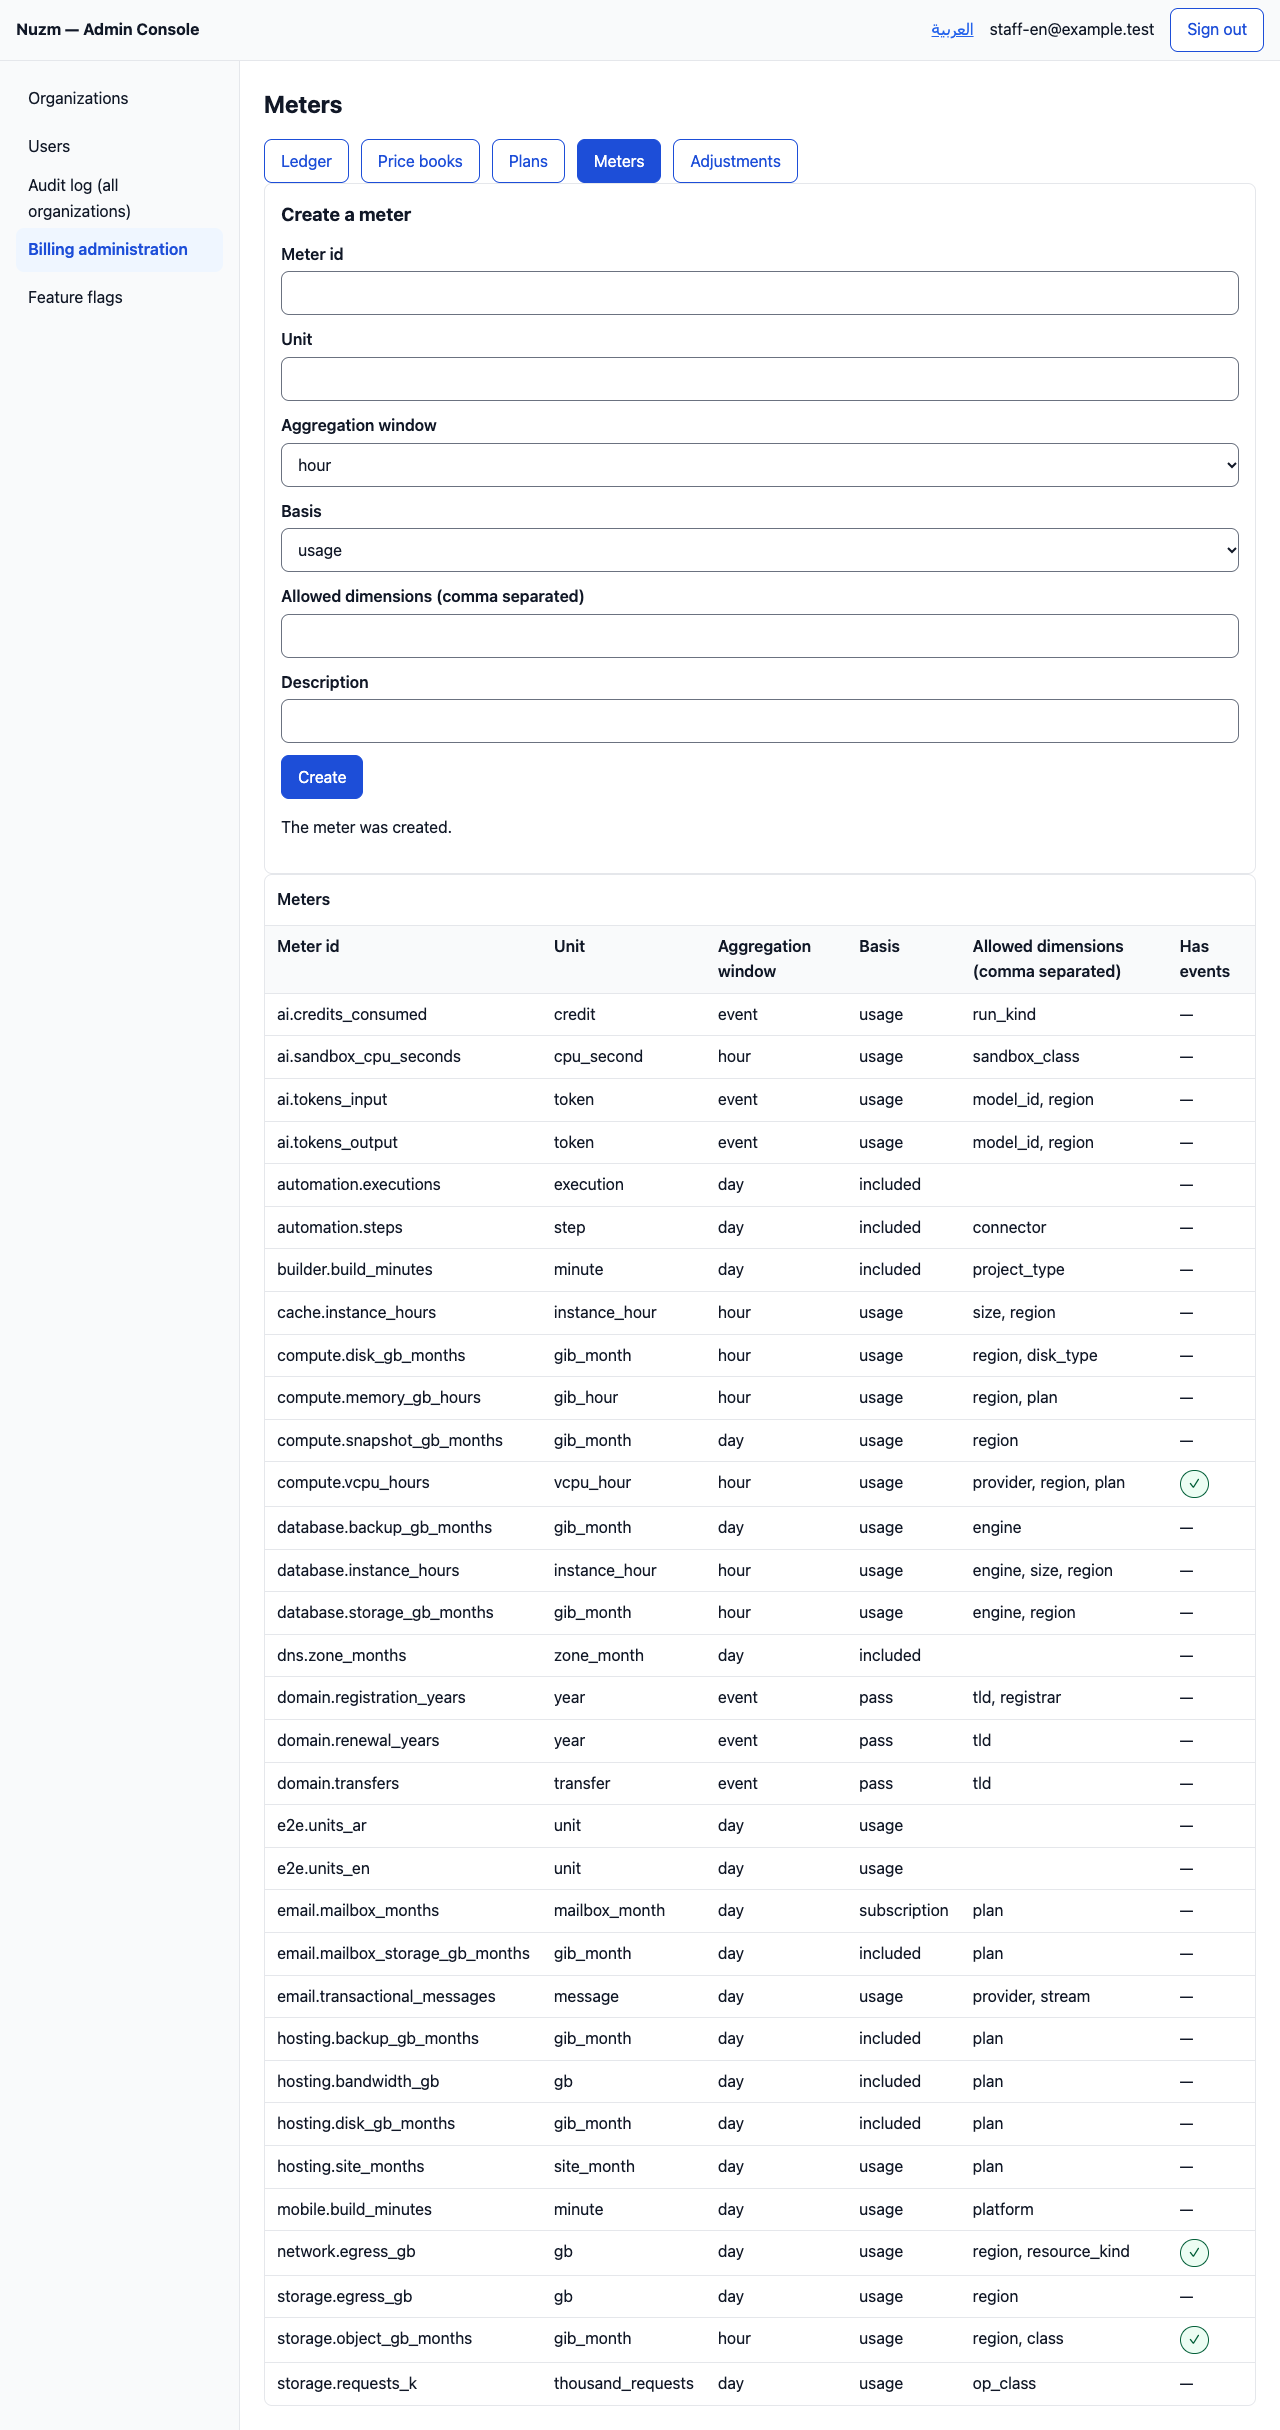 Nuzm — Admin Console
العربية
staff-en@example.test
Sign out
Organizations
Users
Audit log (all
organizations)
Billing administration
Feature flags
Meters
Ledger
Price books
Plans
Meters
Adjustments
Create a meter
Meter id
Unit
Aggregation window
hour
Basis
usage
Allowed dimensions (comma separated)
Description
Create
The meter was created.
Meters
Meter id Unit Aggregation window Basis Allowed dimensions (comma separated) Has events
ai.credits_consumed credit event usage run_kind —
ai.sandbox_cpu_seconds cpu_second hour usage sandbox_class —
ai.tokens_input token event usage model_id, region —
ai.tokens_output token event usage model_id, region —
automation.executions execution day included —
automation.steps step day included connector —
builder.build_minutes minute day included project_type —
cache.instance_hours instance_hour hour usage size, region —
compute.disk_gb_months gib_month hour usage region, disk_type —
compute.memory_gb_hours gib_hour hour usage region, plan —
compute.snapshot_gb_months gib_month day usage region —
compute.vcpu_hours vcpu_hour hour usage provider, region, plan ✓
database.backup_gb_months gib_month day usage engine —
database.instance_hours instance_hour hour usage engine, size, region —
database.storage_gb_months gib_month hour usage engine, region —
dns.zone_months zone_month day included —
domain.registration_years year event pass tld, registrar —
domain.renewal_years year event pass tld —
domain.transfers transfer event pass tld —
e2e.units_ar unit day usage —
e2e.units_en unit day usage —
email.mailbox_months mailbox_month day subscription plan —
email.mailbox_storage_gb_months gib_month day included plan —
email.transactional_messages message day usage provider, stream —
hosting.backup_gb_months gib_month day included plan —
hosting.bandwidth_gb gb day included plan —
hosting.disk_gb_months gib_month day included plan —
hosting.site_months site_month day usage plan —
mobile.build_minutes minute day usage platform —
network.egress_gb gb day usage region, resource_kind ✓
storage.egress_gb gb day usage region —
storage.object_gb_months gib_month hour usage region, class ✓
storage.requests_k thousand_requests day usage op_class —